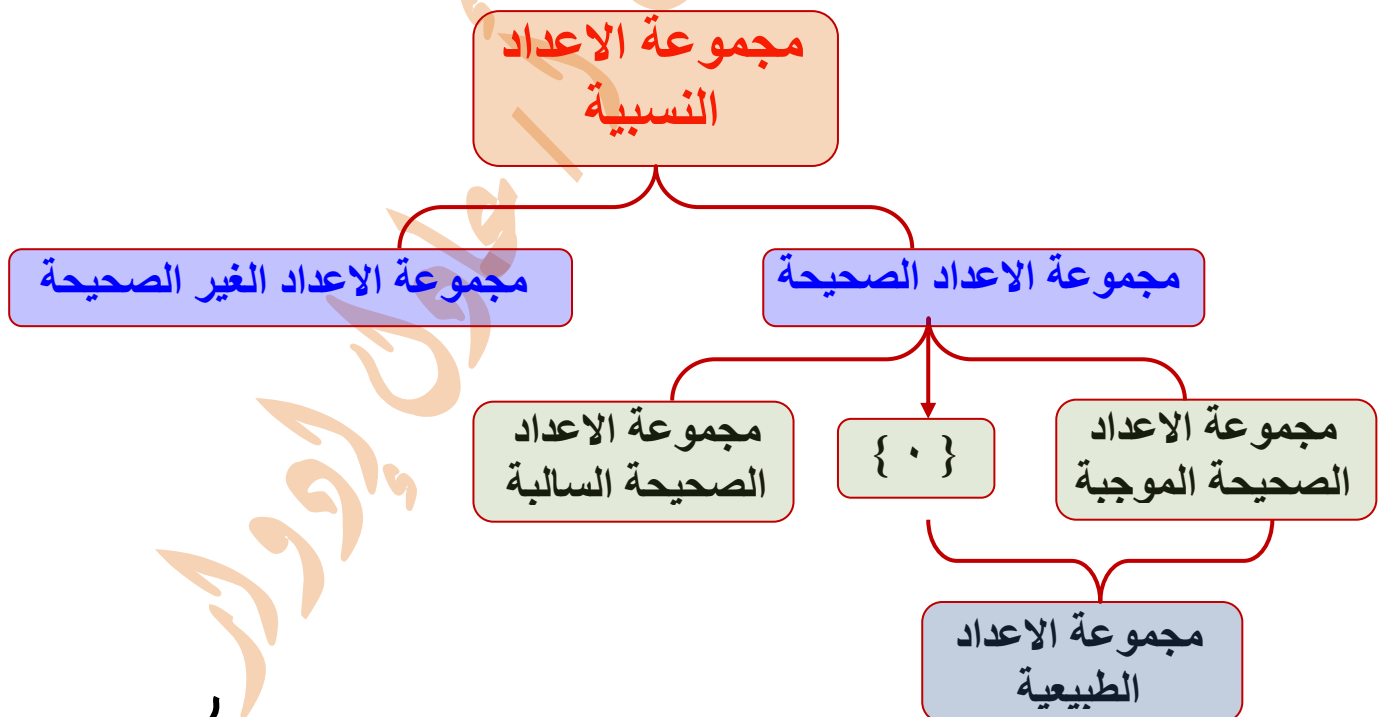 مجموعة الاعداد
النسبية
مجموعة الاعداد الصحيحة
مجموعة الاعداد الغير الصحيحة
مجموعة الاعداد
الصحيحة الموجبة
{ ٠ }
مجموعة الاعداد
الصحيحة السالبة
مجموعة الاعداد
الطبيعية